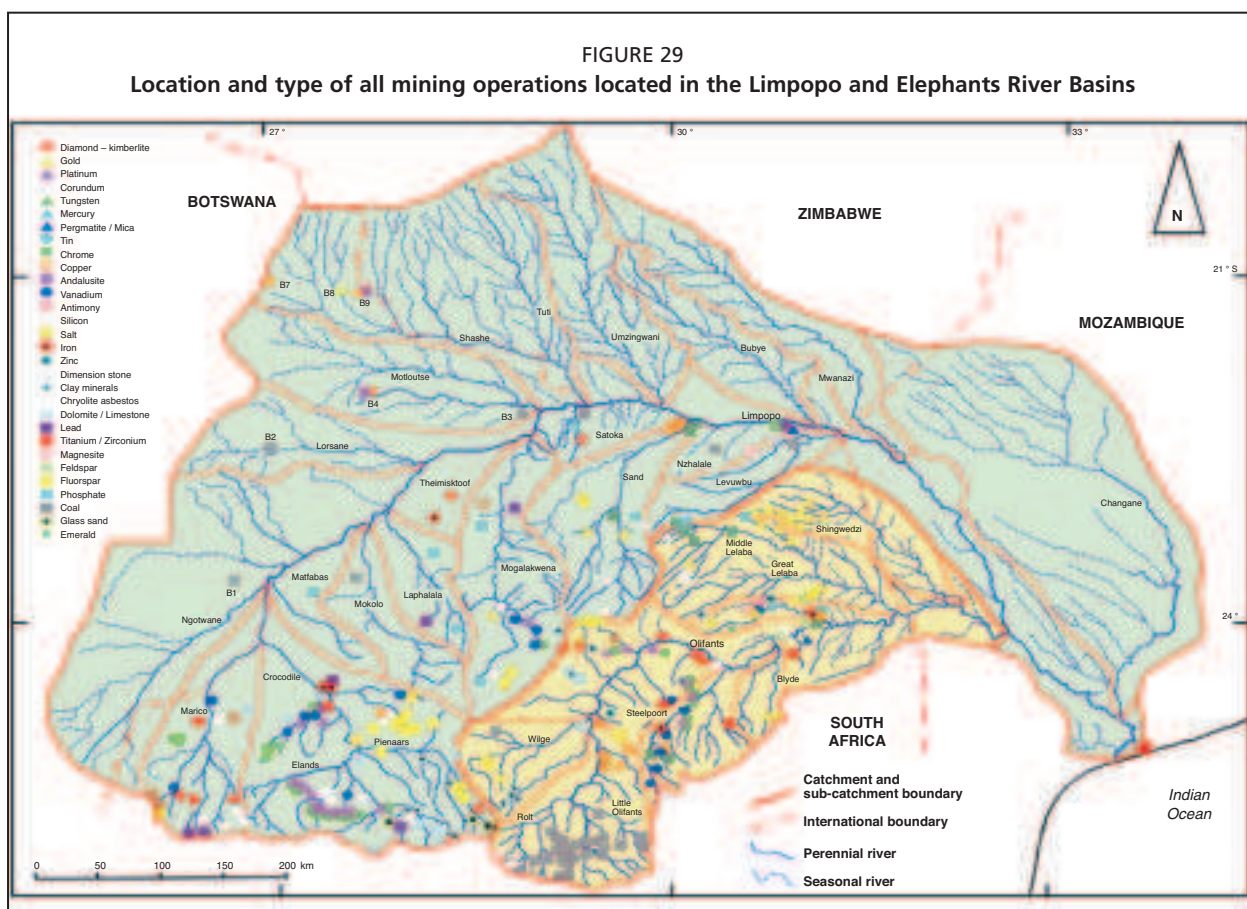 FIGURE 29
Location and type of all mining operations located in the Limpopo and Elephants River Basins
27 °
30 °
33 °
Diamond – kimberlite
Gold
Platinum
Corundum
Tungsten
Mercury
Pergmatite / Mica
Tin
Chrome
Copper
Andalusite
Vanadium
Antimony
Silicon
Salt
Iron
Zinc
Dimension stone
Clay minerals
Chryolite asbestos
Dolomite / Limestone
Lead
Titanium / Zirconium
Magnesite
Feldspar
Fluorspar
Phosphate
Coal
Glass sand
Emerald
BOTSWANA
ZIMBABWE
N
21 ° S
MOZAMBIQUE
B7
B8
B9
Tuti
Shashe
Umzingwani
Bubye
Mwanazi
Motloutse
B4
B3
Limpopo
B2
Lorsane
Satoka
Sand
Nzhalale
Levuwbu
Theimisktoof
Changane
Shingwedzi
Middle
Lelaba
Great
Lelaba
Mogalakwena
B1
Matfabas
Mokolo
Laphalala
24 °
Ngotwane
Olifants
Crocodile
Blyde
Marico
Steelpoort
SOUTH
AFRICA
Pienaars
Wilge
Elands
Little
Olifants
Rolt
Catchment and
sub-catchment boundary
International boundary
Perennial river
Seasonal river
Indian
Ocean
0 50 100 150 200 km